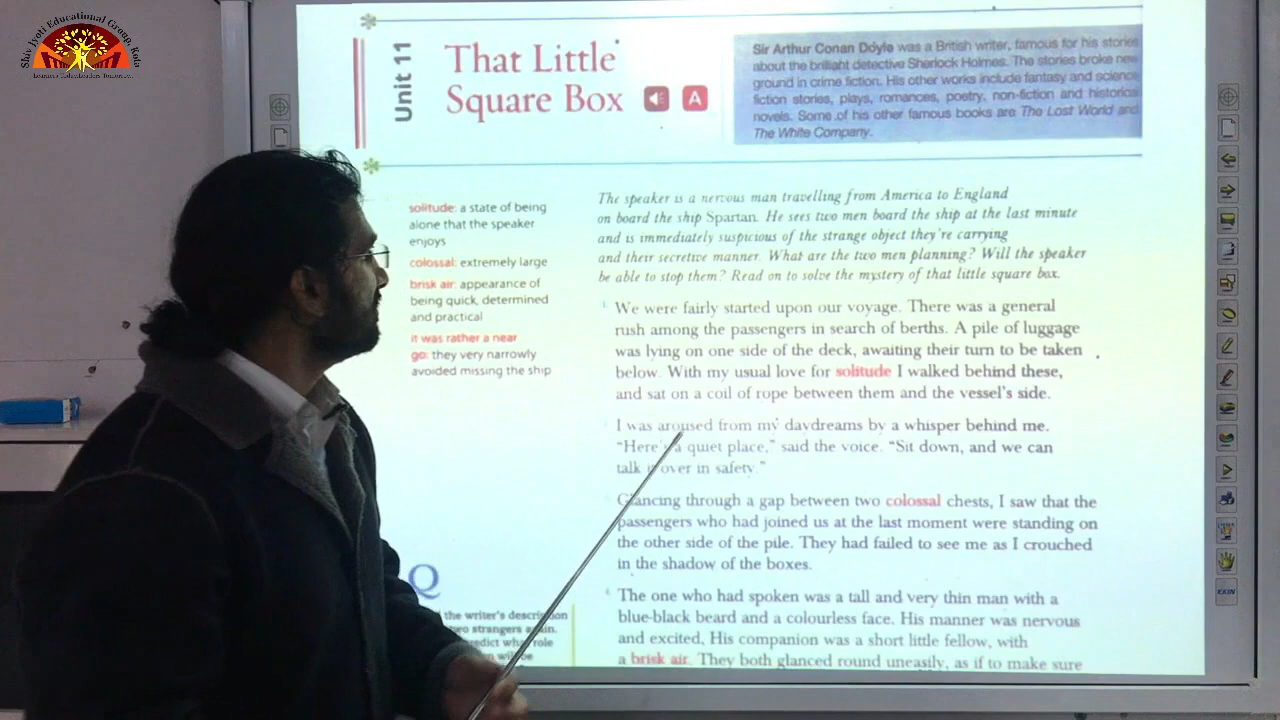 Shiv Jyoti Educational Group, Kota
Unit 11
That Little
Square Box
A
Sir Arthur Conan Doyle was a British writer, famous for his stories
about the brilliant detective Sherlock Holmes. The stories broke new
ground in crime fiction. His other works include fantasy and science
fiction stories, plays, romances, poetry, non-fiction and historical
novels. Some of his other famous books are The Lost World and
The White Company.
solitude: a state of being
alone that the speaker
enjoys
colossal: extremely large
brisk air: appearance of
being quick, determined
and practical
it was rather a near
go: they very narrowly
avoided missing the ship
The speaker is a nervous man travelling from America to England
on board the ship Spartan. He sees two men board the ship at the last minute
and is immediately suspicious of the strange object they're carrying
and their secretive manner. What are the two men planning? Will the speaker
be able to stop them? Read on to solve the mystery of that little square box.
We were fairly started upon our voyage. There was a general
rush among the passengers in search of berths. A pile of luggage
was lying on one side of the deck, awaiting their turn to be taken
below. With my usual love for solitude I walked behind these,
and sat on a coil of rope between them and the vessel's side.
I was aroused from my daydreams by a whisper behind me.
"Here's a quiet place," said the voice. "Sit down, and we can
talk it over in safety."
Glancing through a gap between two colossal chests, I saw that the
passengers who had joined us at the last moment were standing on
the other side of the pile. They had failed to see me as I crouched
in the shadow of the boxes.
The one who had spoken was a tall and very thin man with a
blue-black beard and a colourless face. His manner was nervous
and excited, His companion was a short little fellow, with
a brisk air. They both glanced round uneasily, as if to make sure
Q
the writer's description
strangers again.
role